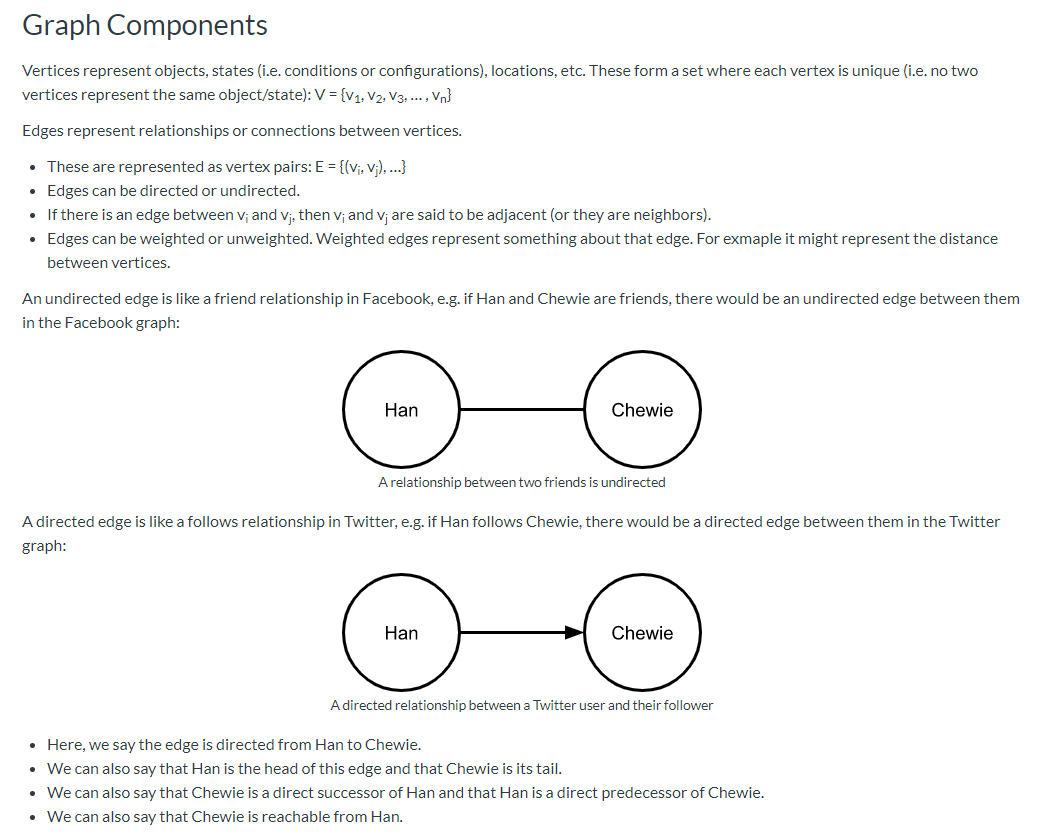 Graph Components
Vertices represent objects, states (i.e. conditions or configurations), locations, etc. These form a set where each vertex is unique (i.e. no two
vertices represent the same object/state): V = {v₁, v₂, v₃, ... , vₙ}
Edges represent relationships or connections between vertices.
• These are represented as vertex pairs: E = {(vᵢ, vⱼ), ...}
• Edges can be directed or undirected.
• If there is an edge between vᵢ and vⱼ, then vᵢ and vⱼ are said to be adjacent (or they are neighbors).
• Edges can be weighted or unweighted. Weighted edges represent something about that edge. For exmaple it might represent the distance
between vertices.
An undirected edge is like a friend relationship in Facebook, e.g. if Han and Chewie are friends, there would be an undirected edge between them
in the Facebook graph:
Han Chewie
A relationship between two friends is undirected
A directed edge is like a follows relationship in Twitter, e.g. if Han follows Chewie, there would be a directed edge between them in the Twitter
graph:
Han Chewie
A directed relationship between a Twitter user and their follower
• Here, we say the edge is directed from Han to Chewie.
• We can also say that Han is the head of this edge and that Chewie is its tail.
• We can also say that Chewie is a direct successor of Han and that Han is a direct predecessor of Chewie.
• We can also say that Chewie is reachable from Han.